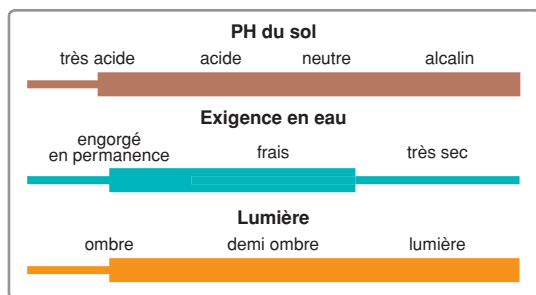 PH du sol
très acide acide neutre alcalin
Exigence en eau
engorgé
en permanence frais très sec
Lumière
ombre demi ombre lumière